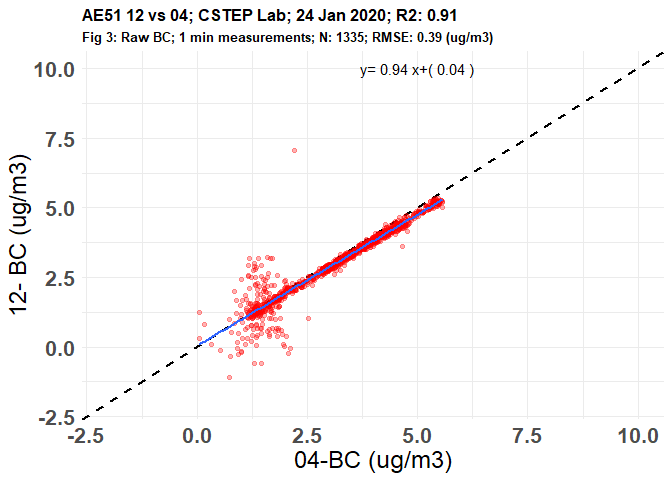 AE51 12 vs 04; CSTEP Lab; 24 Jan 2020; R2: 0.91
Fig 3: Raw BC; 1 min measurements; N: 1335; RMSE: 0.39 (ug/m3)
y= 0.94 x+( 0.04 )
10.0
7.5
5.0
2.5
0.0
-2.5
12- BC (ug/m3)
-2.5 0.0 2.5 5.0 7.5 10.0
04-BC (ug/m3)